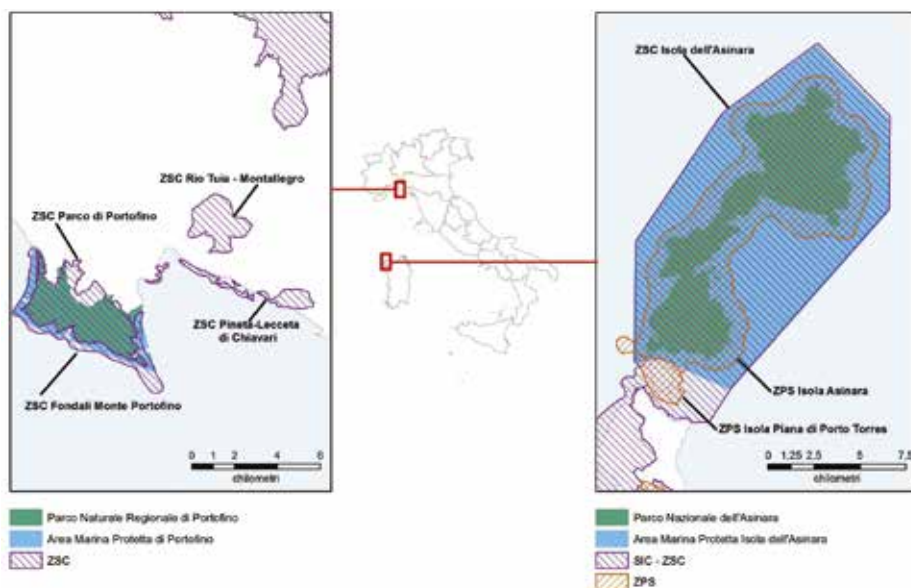 ZSC Rio Tuia - Montallegro
ZSC Parco di Portofino
ZSC Pineta-Lecceta
di Chiavari
ZSC Fondali Monte Portofino
0 1 2 4 6
chilometri
Parco Naturale Regionale di Portofino
Area Marina Protetta di Portofino
ZSC
ZSC Isola dell'Asinara
ZPS Isola Asinara
ZPS Isola Piana di Porto Torres
0 1,25 2,5 5 7,5
chilometri
Parco Nazionale dell'Asinara
Area Marina Protetta Isola dell'Asinara
SIC - ZSC
ZPS